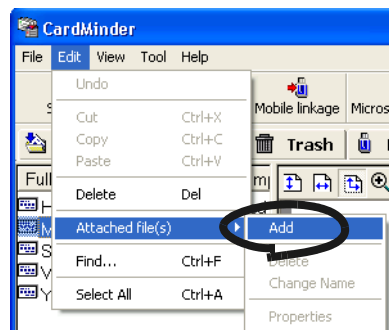 CardMinder
File Edit View Tool Help
Undo
Cut Ctrl+X
Copy Ctrl+C
Paste Ctrl+V
Delete Del
Attached file(s)
Find... Ctrl+F
Select All Ctrl+A
Add
Delete
Change Name
Properties
Mobile linkage Micros
Trash
Full
H
M
S
V
Y